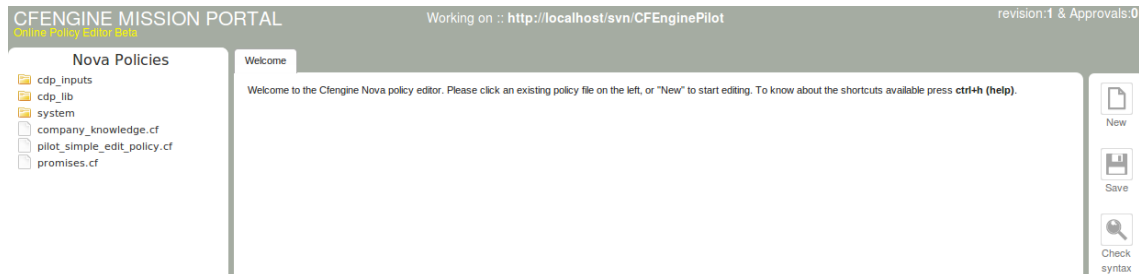 CFENGINE MISSION PORTAL
Online Policy Editor Beta
Working on :: http://localhost/svn/CFEnginePilot
revision:1 & Approvals:0
Nova Policies
cdp_inputs
cdp_lib
system
company_knowledge.cf
pilot_simple_edit_policy.cf
promises.cf
Welcome
Welcome to the Cfengine Nova policy editor. Please click an existing policy file on the left, or "New" to start editing. To know about the shortcuts available press ctrl+h (help).
New
Save
Check
syntax